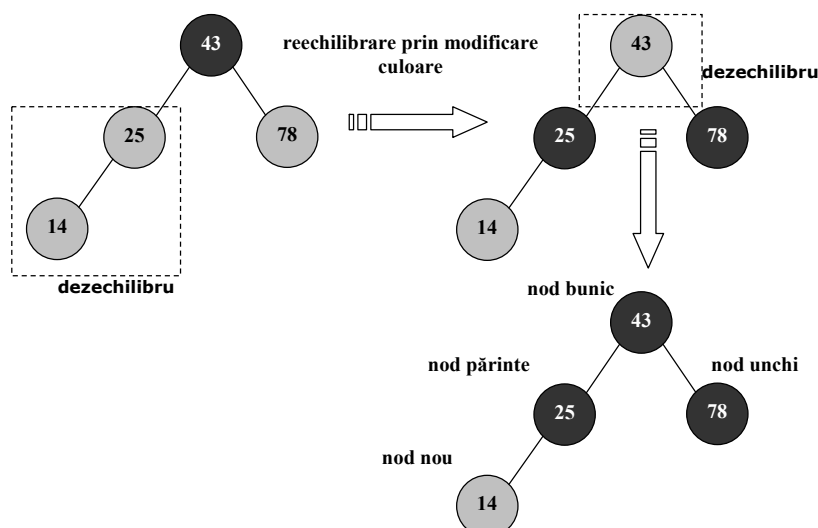 43
25
78
14
dezechilibru
reechilibrare prin modificare
culoare
43
dezechilibru
25
78
14
nod bunic
43
nod părinte
nod unchi
25
78
nod nou
14